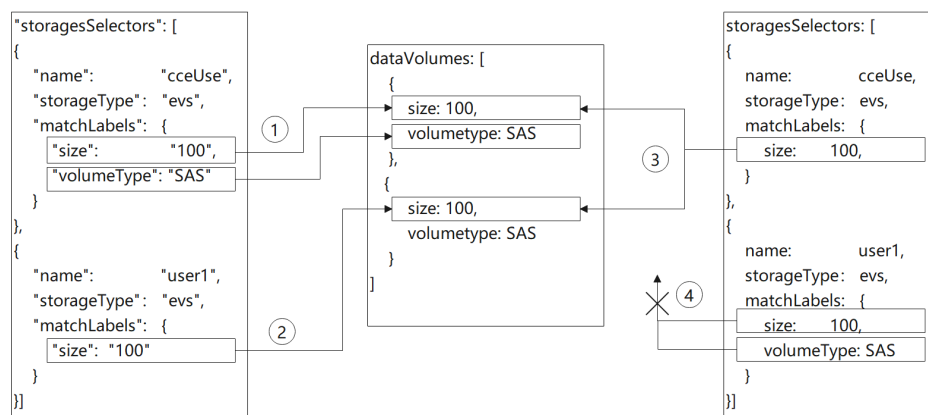 "storagesSelectors": [
{
"name": "cceUse",
"storageType": "evs",
"matchLabels": {
"size": "100",
"volumeType": "SAS"
}
},
{
"name": "user1",
"storageType": "evs",
"matchLabels": {
"size": "100"
}
}]
1
2
dataVolumes: [
{
size: 100,
volumetype: SAS
},
{
size: 100,
volumetype: SAS
}
]
3
4
storagesSelectors: [
{
name: cceUse,
storageType: evs,
matchLabels: {
size: 100,
}
},
{
name: user1,
storageType: evs,
matchLabels: {
size: 100,
volumeType: SAS
}
}]